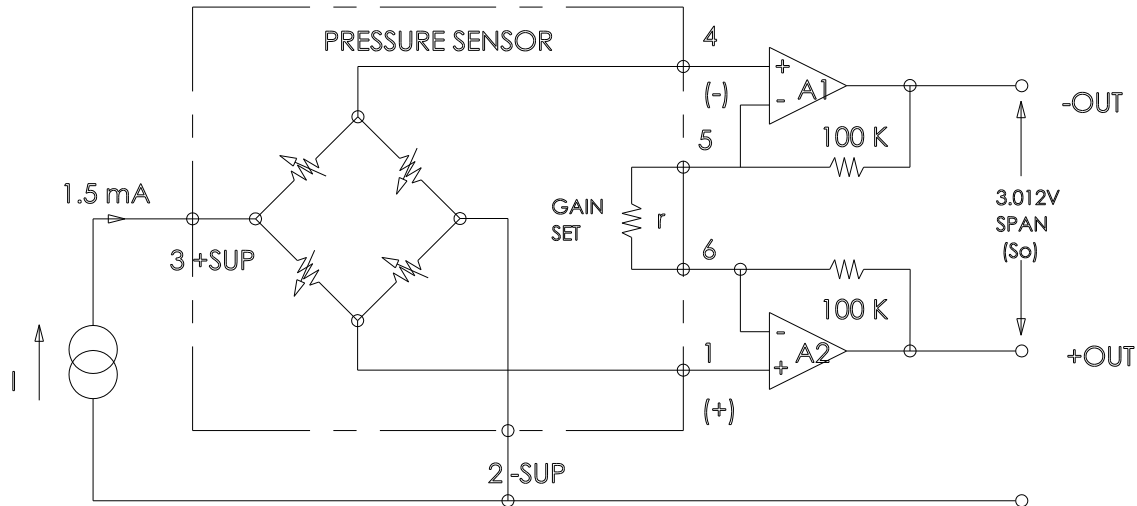 PRESSURE SENSOR
4
(-)
+
A1
-
-OUT
100 K
5
1.5 mA
3 +SUP
GAIN
SET
r
3.012V
SPAN
(So)
6
100 K
1
-
A2
+
(+)
+OUT
I
2 -SUP